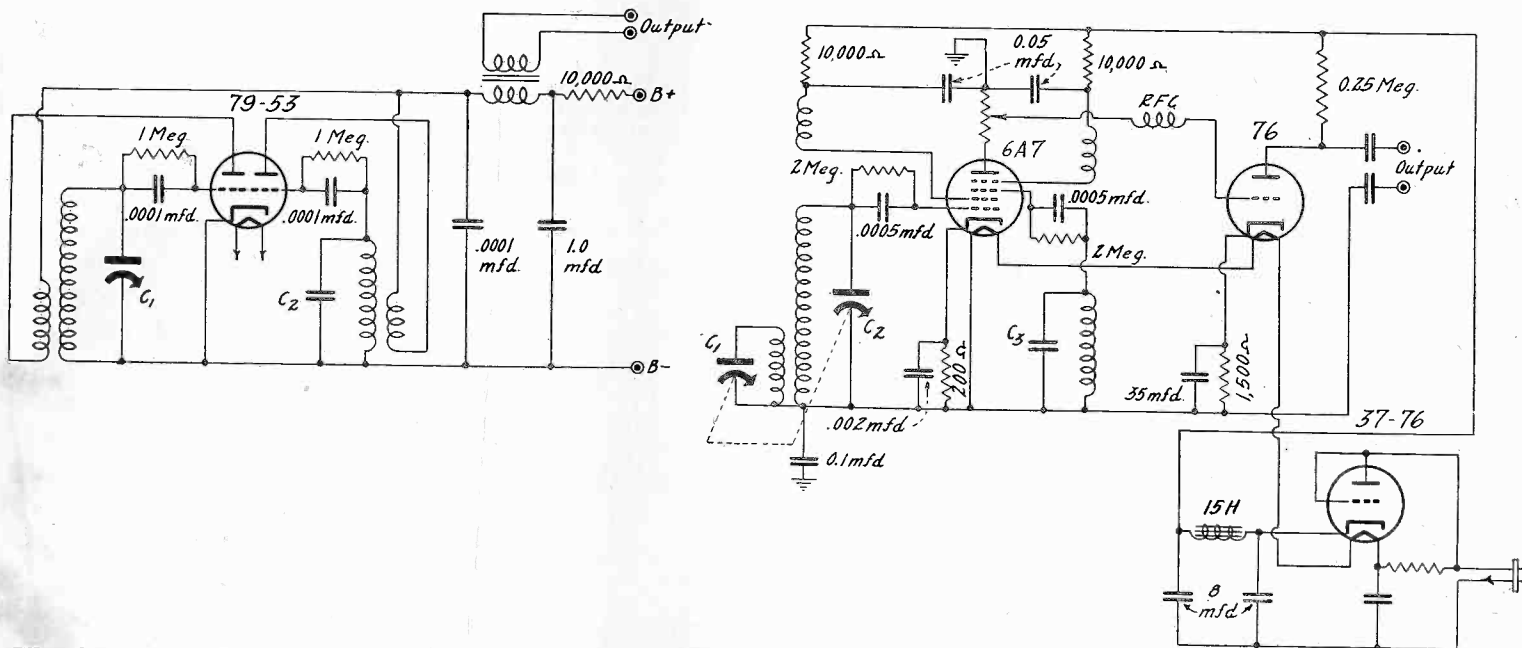 Output
10,000Ω
B+
79-53
1 Meg.
1 Meg.
.0001 mfd.
.0001 mfd.
.0001
mfd.
1.0
mfd
C1
C2
B-
10,000Ω
0.05
mfd,
10,000Ω
0.25 Meg.
RFC
76
6A7
Output
2 Meg.
.0005 mfd.
.0005 mfd
2 Meg.
C1
C2
C3
200Ω
35 mfd.
1,500Ω
.002 mfd
37-76
0.1 mfd
15H
8
mfd